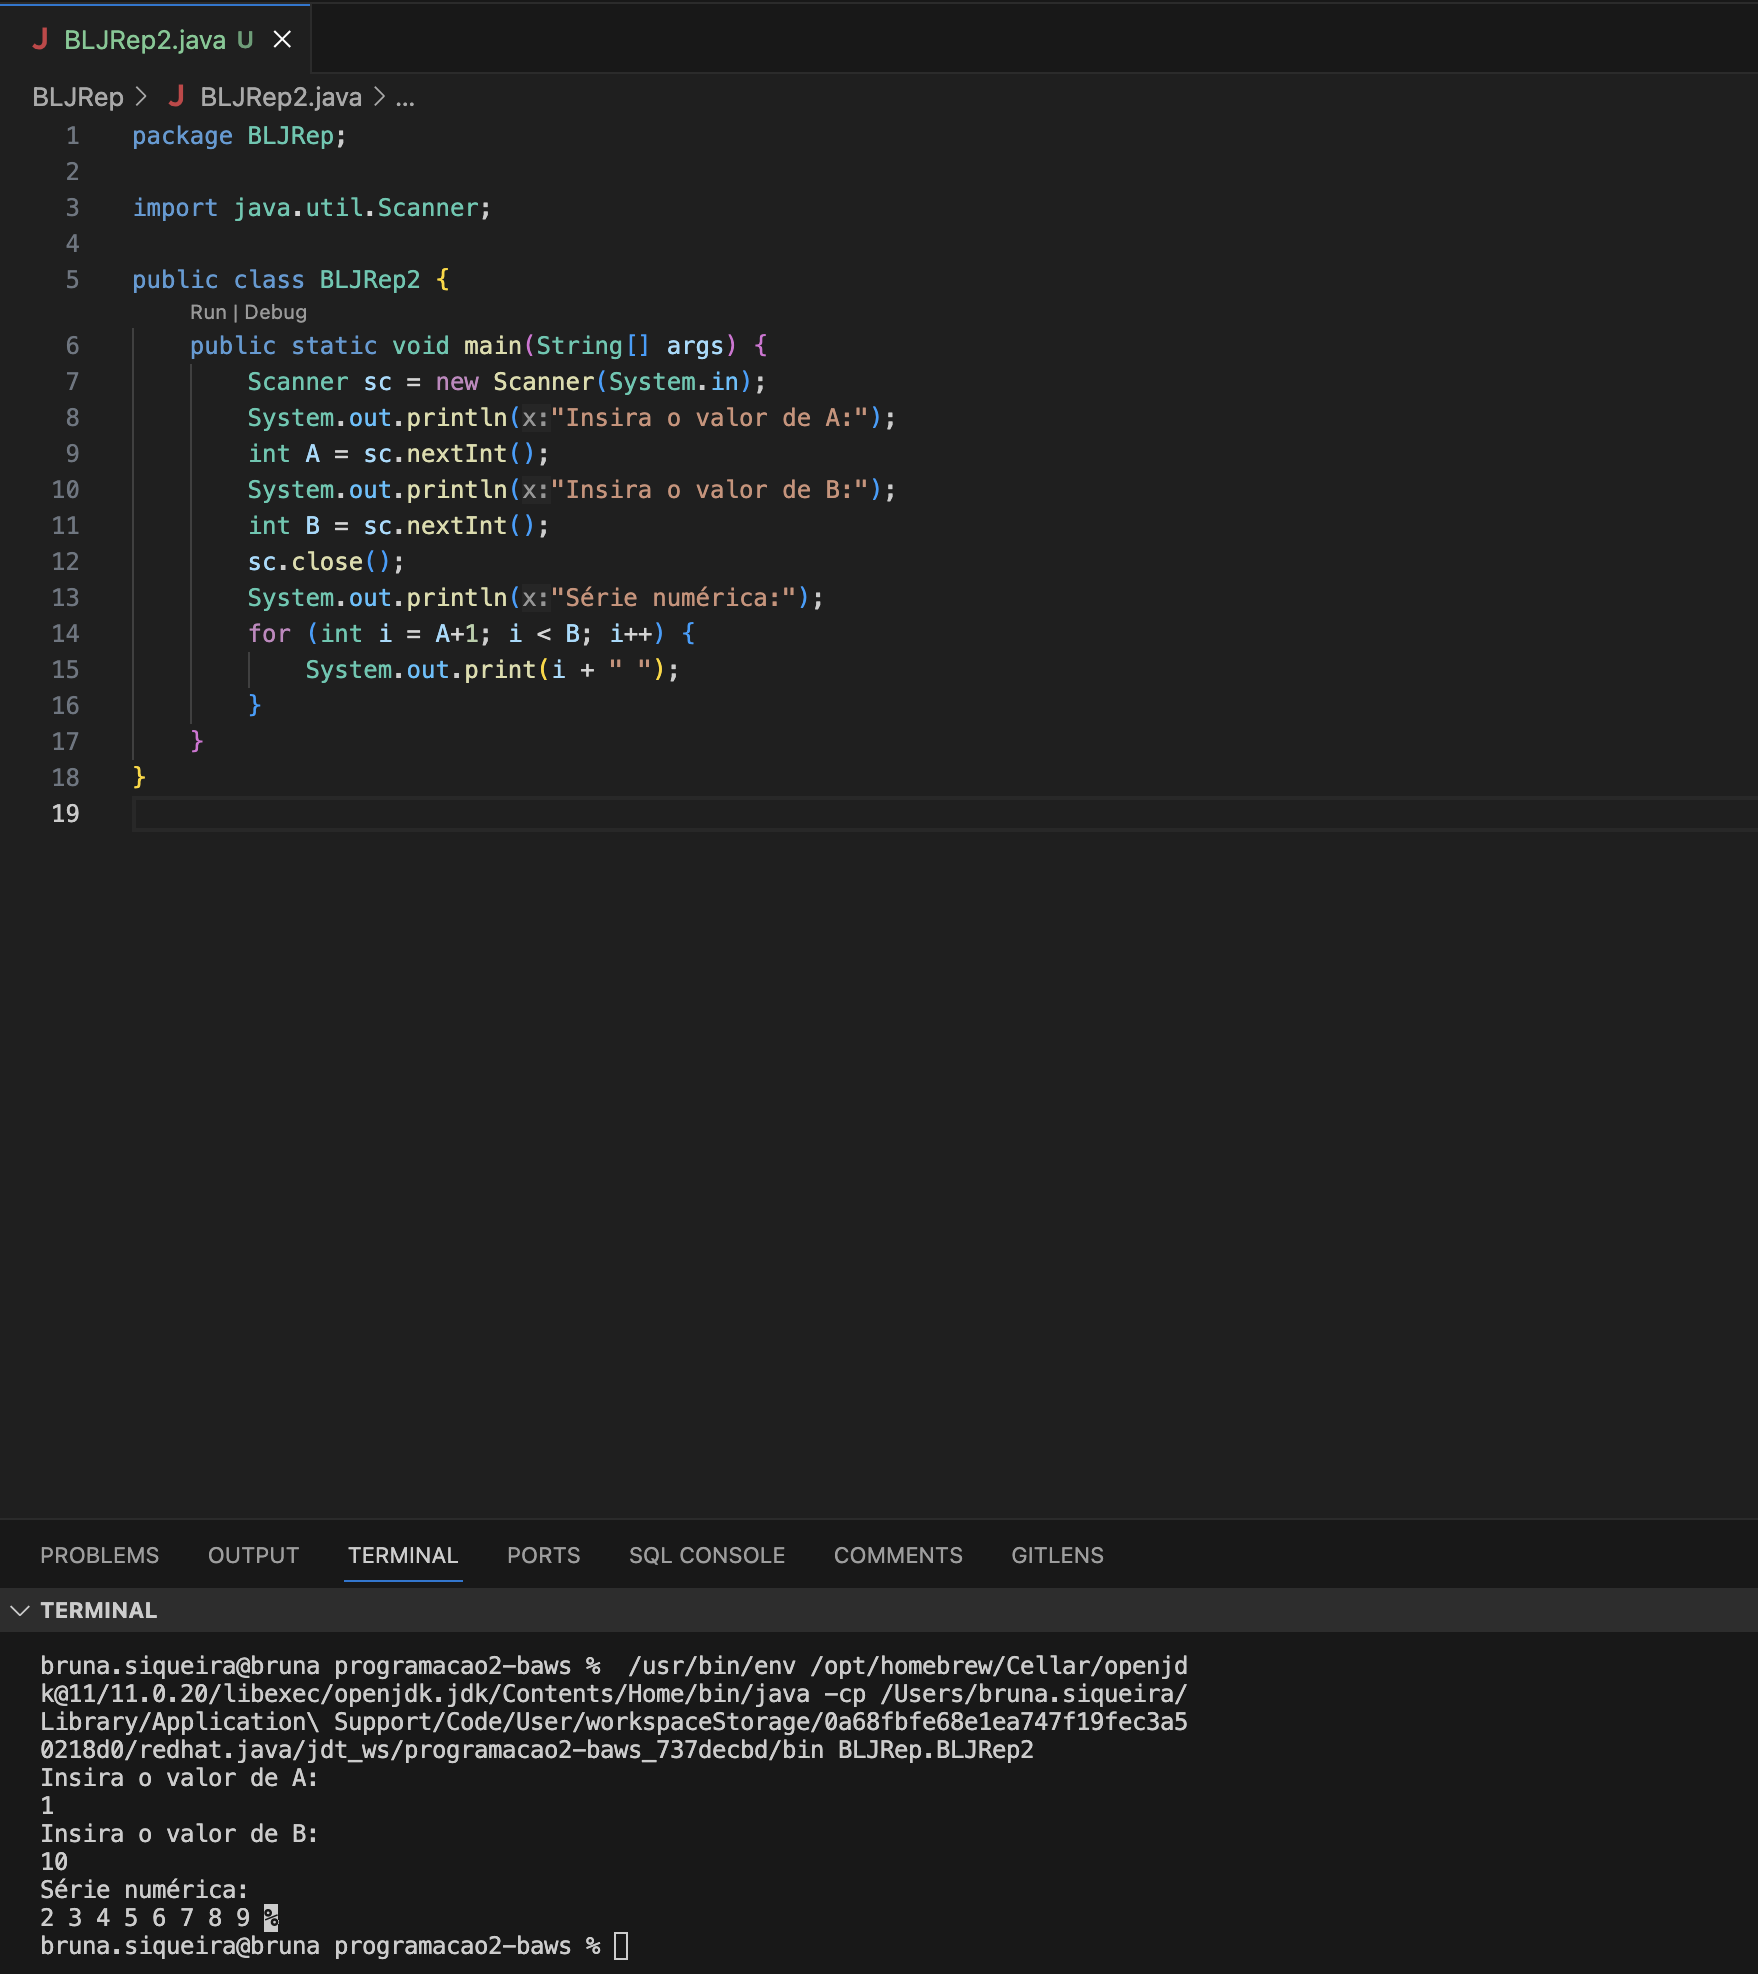 J BLJRep2.java U
BLJRep > J BLJRep2.java > ...
1 package BLJRep;
2
3 import java.util.Scanner;
4
5 public class BLJRep2 {
Run | Debug
6 public static void main(String[] args) {
7 Scanner sc = new Scanner(System.in);
8 System.out.println(x:"Insira o valor de A:");
9 int A = sc.nextInt();
10 System.out.println(x:"Insira o valor de B:");
11 int B = sc.nextInt();
12 sc.close();
13 System.out.println(x:"Série numérica:");
14 for (int i = A+1; i < B; i++) {
15 System.out.print(i + " ");
16 }
17 }
18 }
19
PROBLEMS OUTPUT TERMINAL PORTS SQL CONSOLE COMMENTS GITLENS
TERMINAL
bruna.siqueira@bruna programacao2-baws %  /usr/bin/env /opt/homebrew/Cellar/openjd
k@11/11.0.20/libexec/openjdk.jdk/Contents/Home/bin/java -cp /Users/bruna.siqueira/
Library/Application\ Support/Code/User/workspaceStorage/0a68fbfe68e1ea747f19fec3a5
0218d0/redhat.java/jdt_ws/programacao2-baws_737decbd/bin BLJRep.BLJRep2
Insira o valor de A:
1
Insira o valor de B:
10
Série numérica:
2 3 4 5 6 7 8 9 %
bruna.siqueira@bruna programacao2-baws %